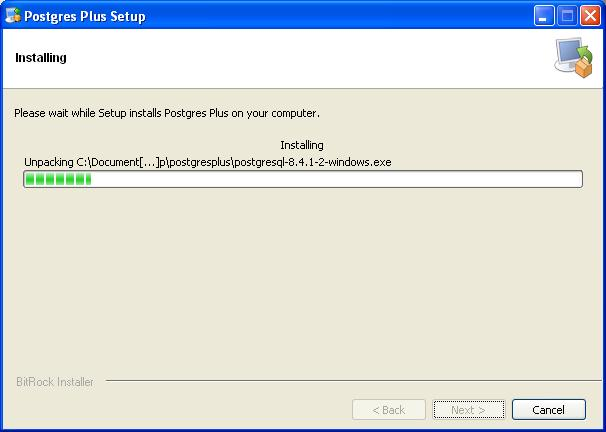 Postgres Plus Setup
Installing
Please wait while Setup installs Postgres Plus on your computer.
Installing
Unpacking C:\Document[...]p\postgresplus\postgresql-8.4.1-2-windows.exe
BitRock Installer
< Back
Next >
Cancel